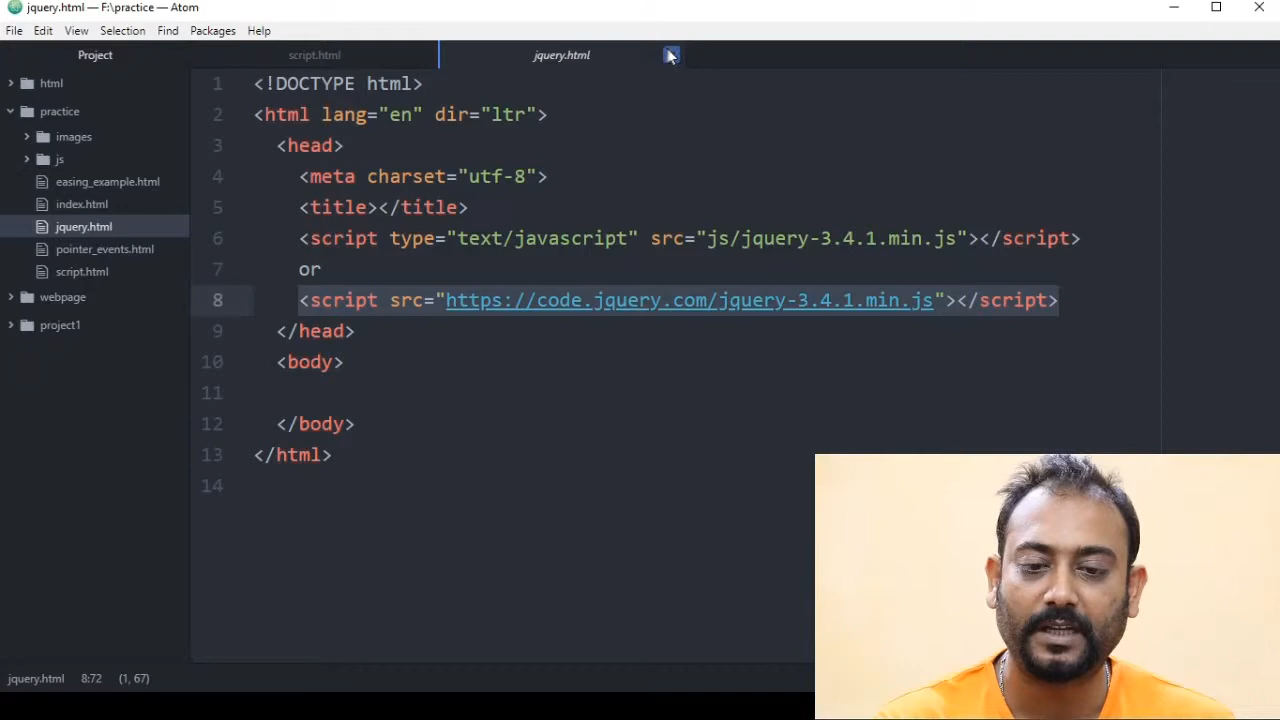 jquery.html — F:\practice — Atom
File Edit View Selection Find Packages Help
Project
script.html
jquery.html
html
practice
images
js
easing_example.html
index.html
jquery.html
pointer_events.html
script.html
webpage
project1
1 <!DOCTYPE html>
2 <html lang="en" dir="ltr">
3 <head>
4 <meta charset="utf-8">
5 <title></title>
6 <script type="text/javascript" src="js/jquery-3.4.1.min.js"></script>
7 or
8 <script src="https://code.jquery.com/jquery-3.4.1.min.js"></script>
9 </head>
10 <body>
11
12 </body>
13 </html>
14
jquery.html 8:72 (1, 67)